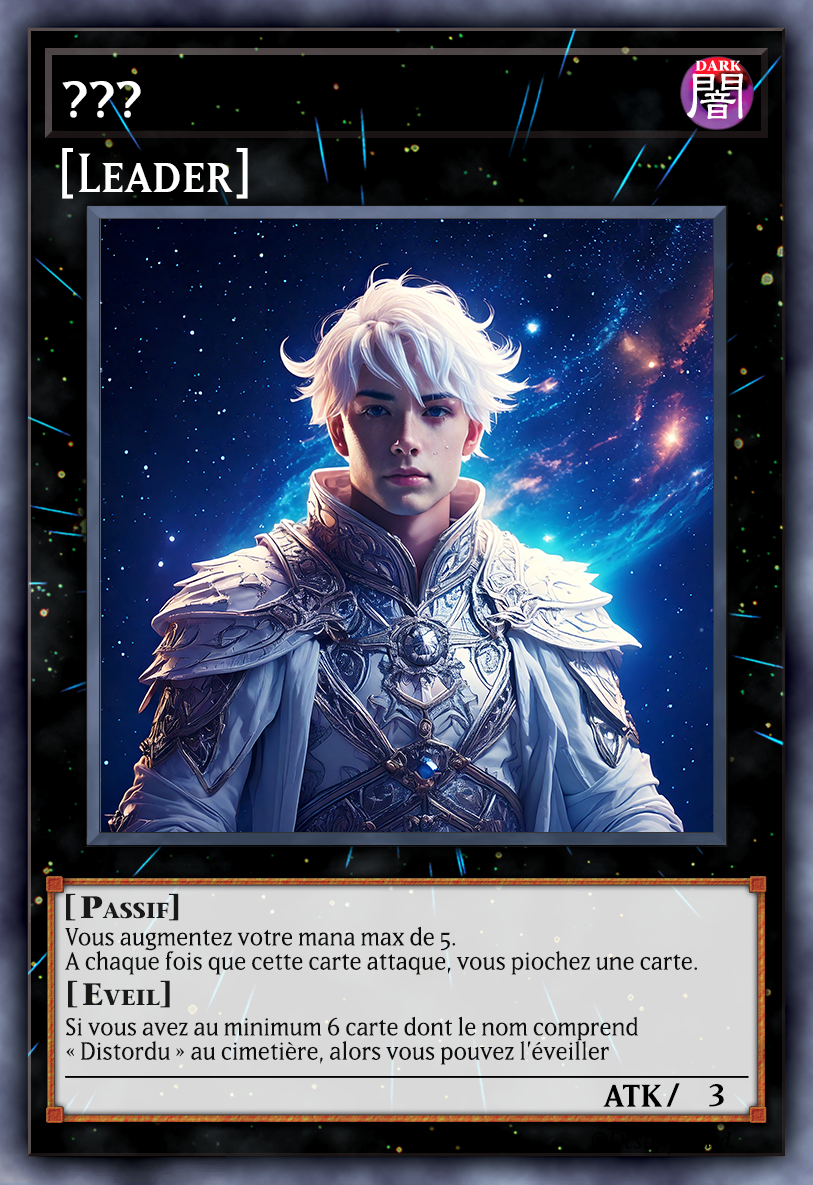 ???
DARK
闇
[LEADER]
[PASSIF]
Vous augmentez votre mana max de 5.
A chaque fois que cette carte attaque, vous piochez une carte.
[EVEIL]
Si vous avez au minimum 6 carte dont le nom comprend
« Distordu » au cimetière, alors vous pouvez l'éveiller
ATK/ 3